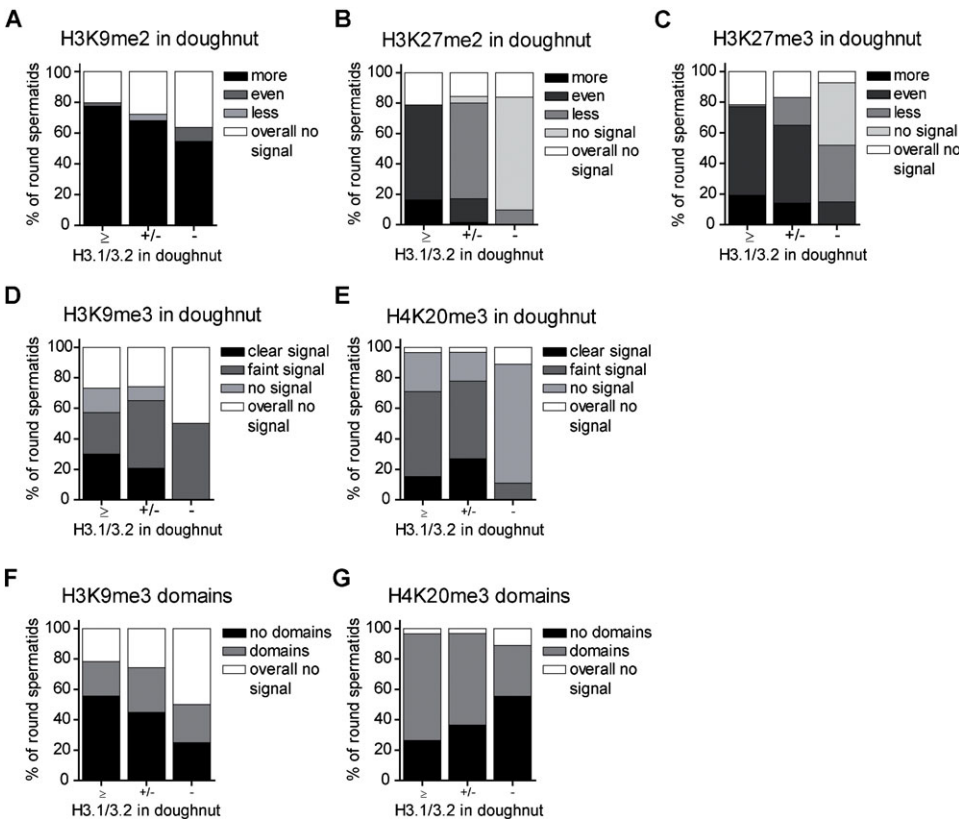 A
H3K9me2 in doughnut
% of round spermatids
100
80
60
40
20
0
≥ +/- -
H3.1/3.2 in doughnut
more
even
less
overall no
signal
B
H3K27me2 in doughnut
% of round spermatids
100
80
60
40
20
0
≥ +/- -
H3.1/3.2 in doughnut
more
even
less
no signal
overall no
signal
C
H3K27me3 in doughnut
% of round spermatids
100
80
60
40
20
0
≥ +/- -
H3.1/3.2 in doughnut
more
even
less
no signal
overall no
signal
D
H3K9me3 in doughnut
% of round spermatids
100
80
60
40
20
0
≥ +/- -
H3.1/3.2 in doughnut
clear signal
faint signal
no signal
overall no
signal
E
H4K20me3 in doughnut
% of round spermatids
100
80
60
40
20
0
≥ +/- -
H3.1/3.2 in doughnut
clear signal
faint signal
no signal
overall no
signal
F
H3K9me3 domains
% of round spermatids
100
80
60
40
20
0
≥ +/- -
H3.1/3.2 in doughnut
no domains
domains
overall no
signal
G
H4K20me3 domains
% of round spermatids
100
80
60
40
20
0
≥ +/- -
H3.1/3.2 in doughnut
no domains
domains
overall no
signal